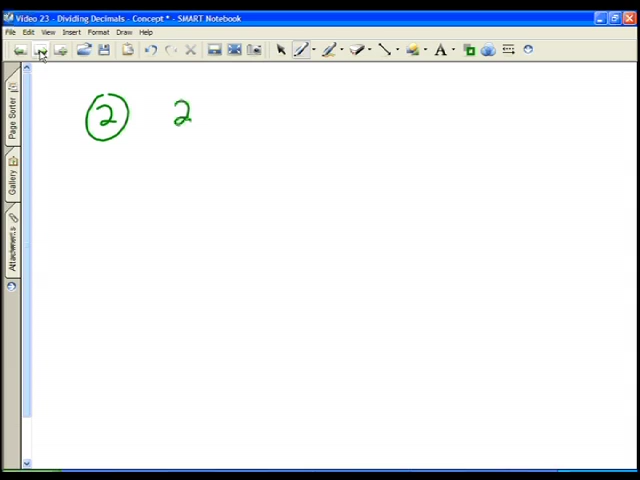 Video 23 - Dividing Decimals - Concept * - SMART Notebook
File Edit View Insert Format Draw Help
Page Sorter
Gallery
Attachments
2 2